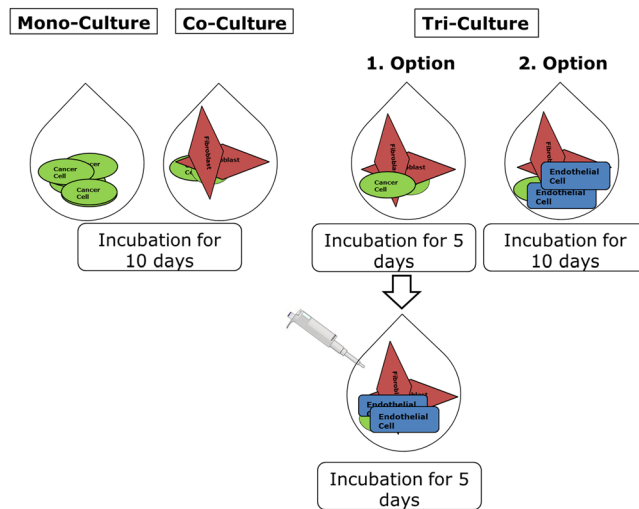 Mono-Culture
Co-Culture
Tri-Culture
1. Option
2. Option
Cancer
Cancer
Cell
Cancer
Cell
Fibroblast
Cancer
Cell
Fibroblast
Endothelial
Cell
Endothelial
Cell
Incubation for
10 days
Incubation for 5
days
Incubation for
10 days
Endothelial
Endothelial
Cell
Incubation for 5
days